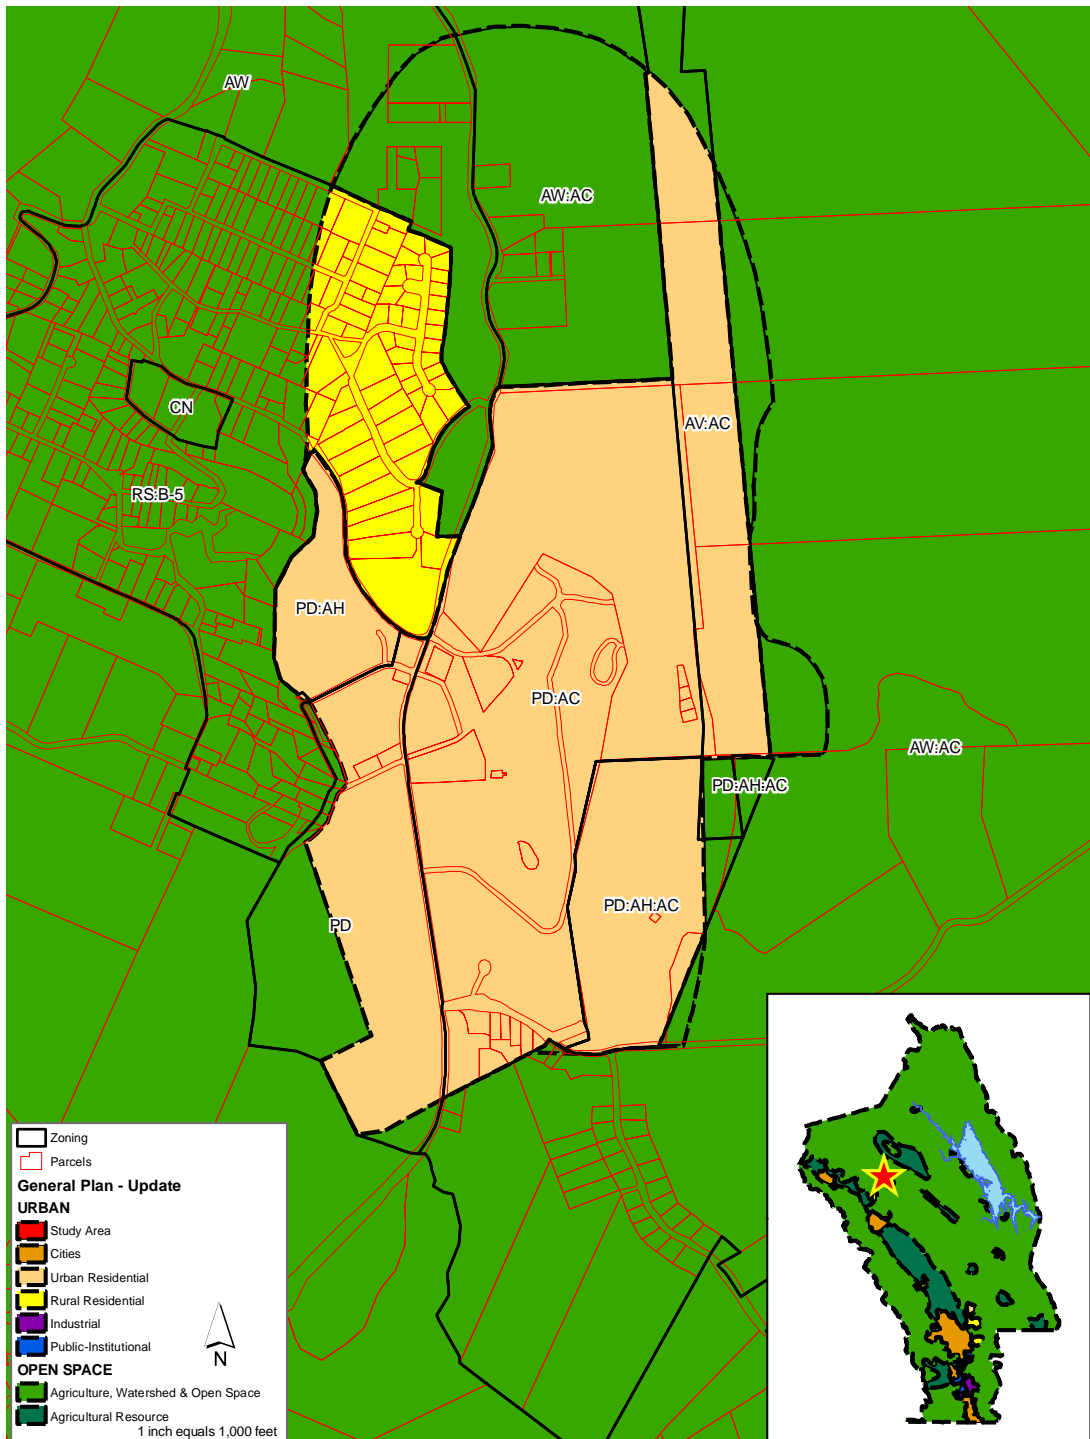 AW
AW:AC
CN
AV:AC
RS:B-5
PD:AH
PD:AC
AW:AC
PD:AH:AC
PD:AH:AC
PD
Zoning
Parcels
General Plan - Update
URBAN
Study Area
Cities
Urban Residential
Rural Residential
Industrial
Public-Institutional
OPEN SPACE
Agriculture, Watershed & Open Space
Agricultural Resource
1 inch equals 1,000 feet
N